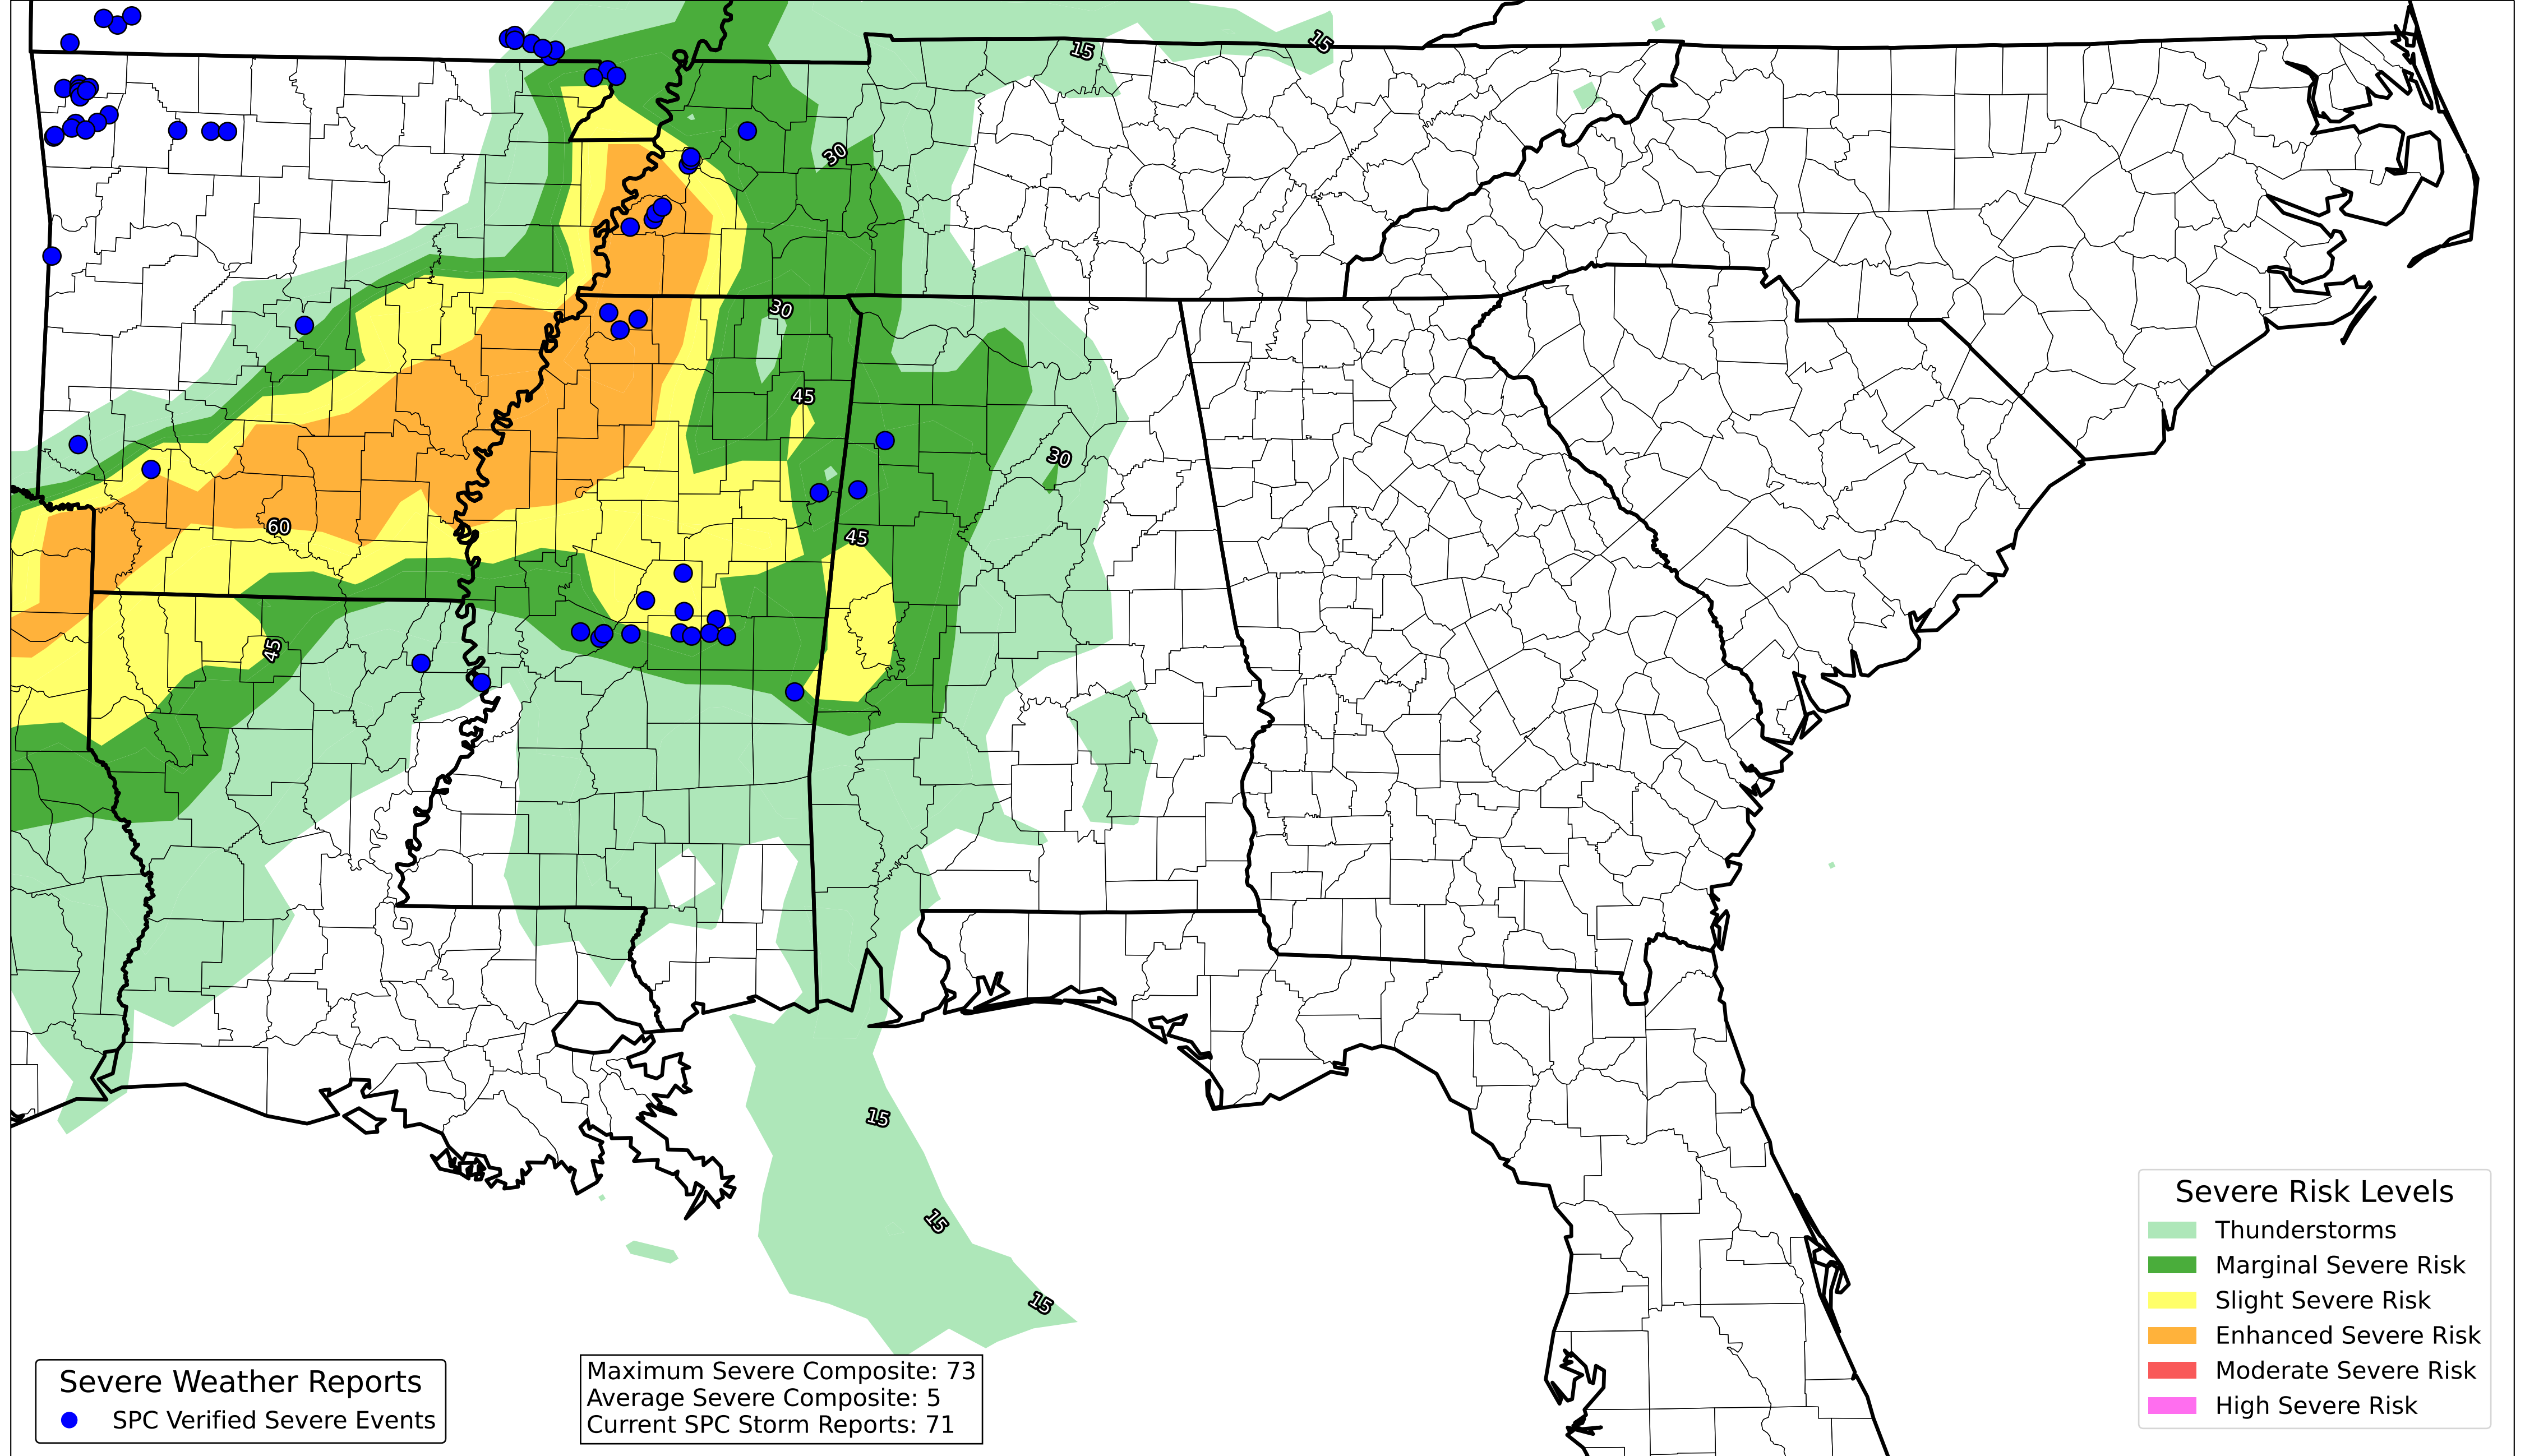 15
15
30
30
45
30
60
45
45
15
15
15
Severe Risk Levels
Thunderstorms
Marginal Severe Risk
Slight Severe Risk
Enhanced Severe Risk
Moderate Severe Risk
High Severe Risk
Severe Weather Reports
SPC Verified Severe Events
Maximum Severe Composite: 73
Average Severe Composite: 5
Current SPC Storm Reports: 71